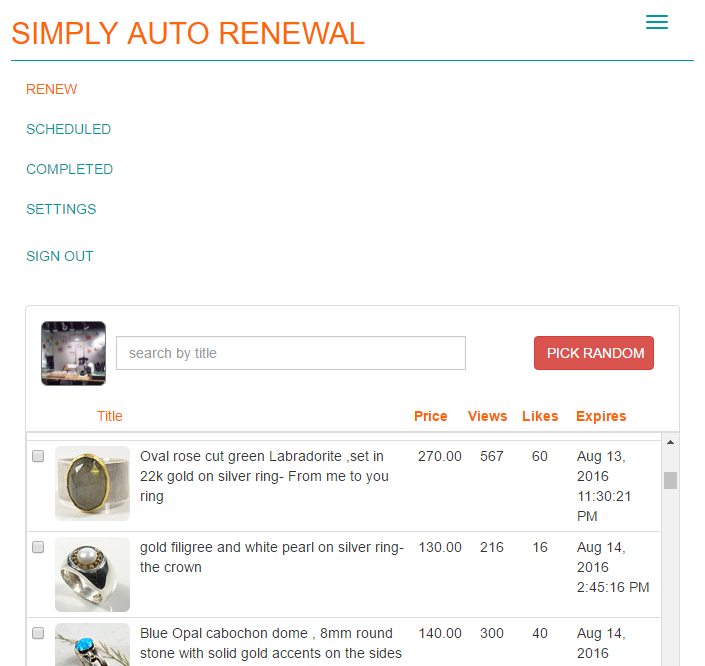 SIMPLY AUTO RENEWAL
RENEW
SCHEDULED
COMPLETED
SETTINGS
SIGN OUT
search by title
PICK RANDOM
Title Price Views Likes Expires
Oval rose cut green Labradorite ,set in 270.00 567 60 Aug 13,
22k gold on silver ring- From me to you 2016
ring 11:30:21
PM
gold filigree and white pearl on silver ring- 130.00 216 16 Aug 14,
the crown 2016
2:45:16 PM
Blue Opal cabochon dome , 8mm round 140.00 300 40 Aug 14,
stone with solid gold accents on the sides 2016